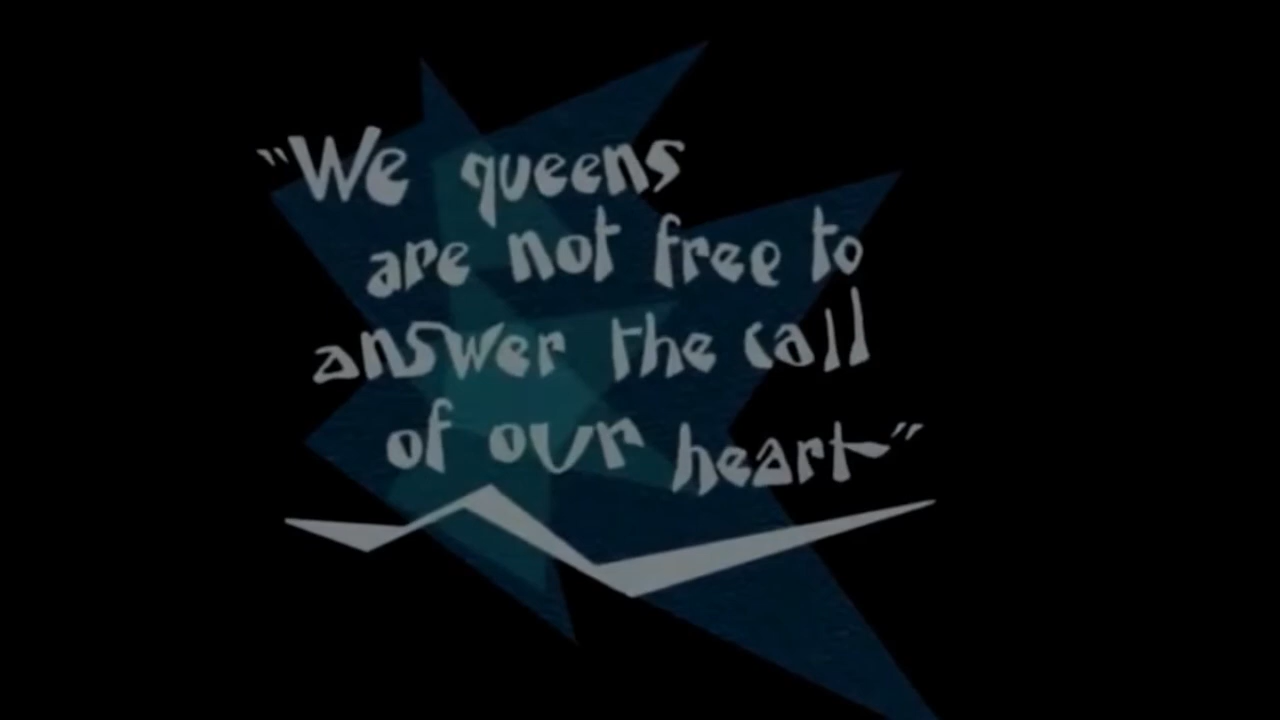 "We queens
are not free to
answer the call
of our heart"